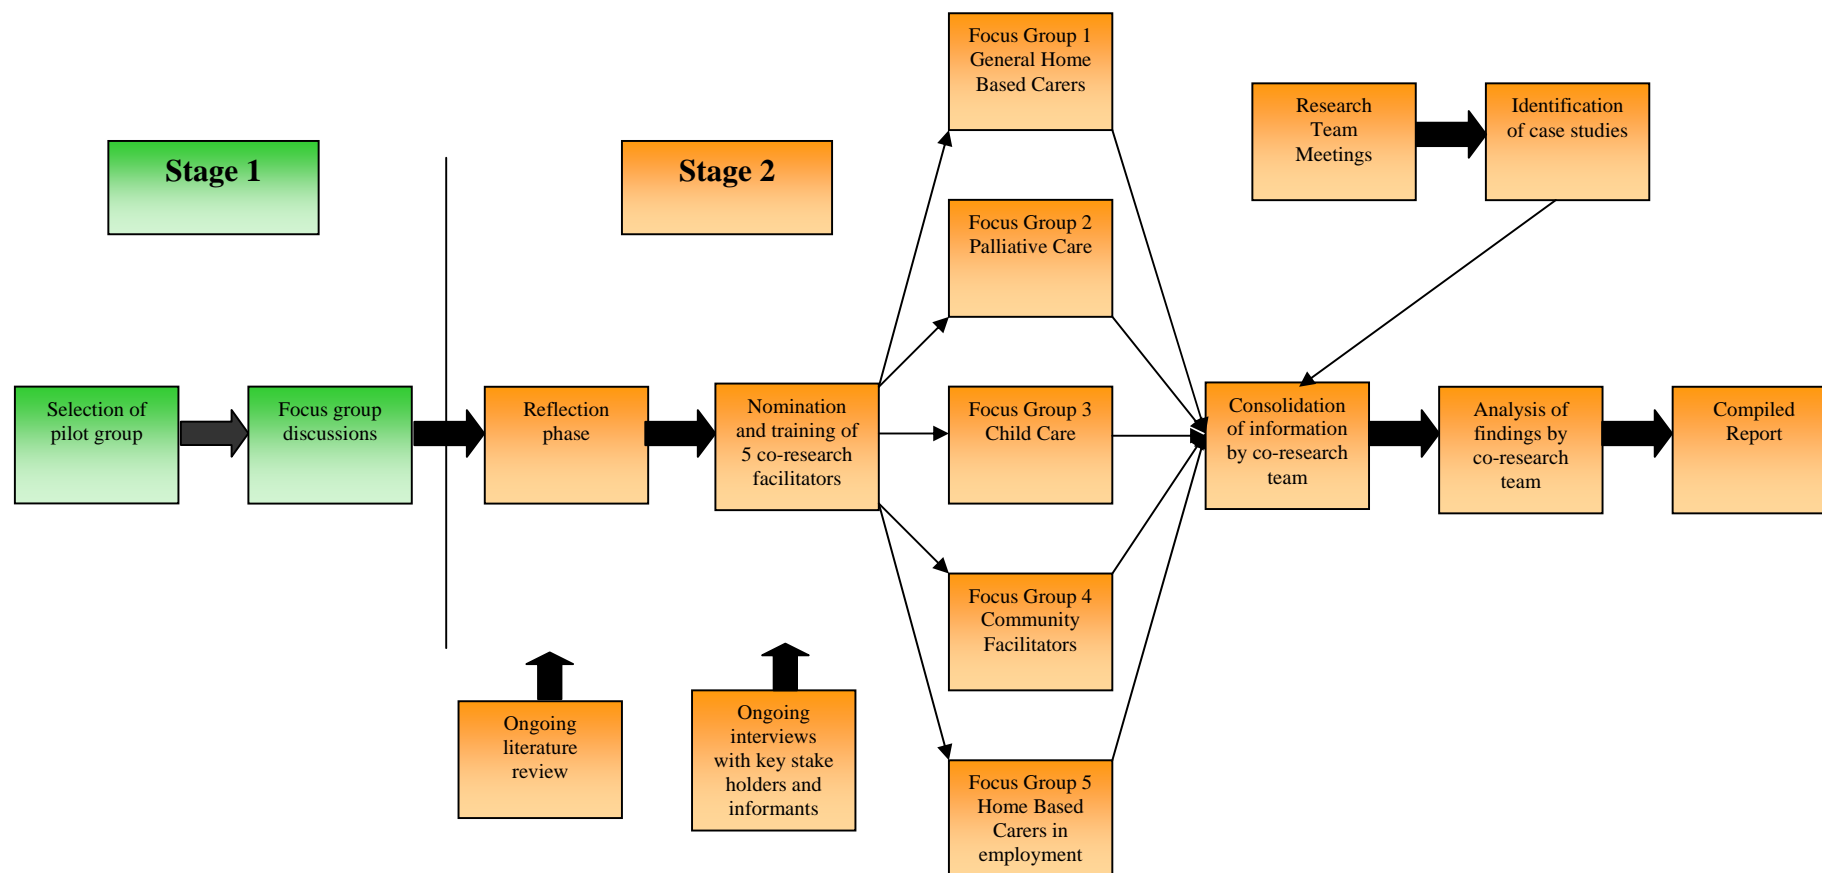 Stage 1
Stage 2
Selection of
pilot group
Focus group
discussions
Reflection
phase
Nomination
and training of
5 co-research
facilitators
Ongoing
literature
review
Ongoing
interviews
with key stake
holders and
informants
Focus Group 1
General Home
Based Carers
Focus Group 2
Palliative Care
Focus Group 3
Child Care
Focus Group 4
Community
Facilitators
Focus Group 5
Home Based
Carers in
employment
Research
Team
Meetings
Identification
of case studies
Consolidation
of information
by co-research
team
Analysis of
findings by
co-research
team
Compiled
Report